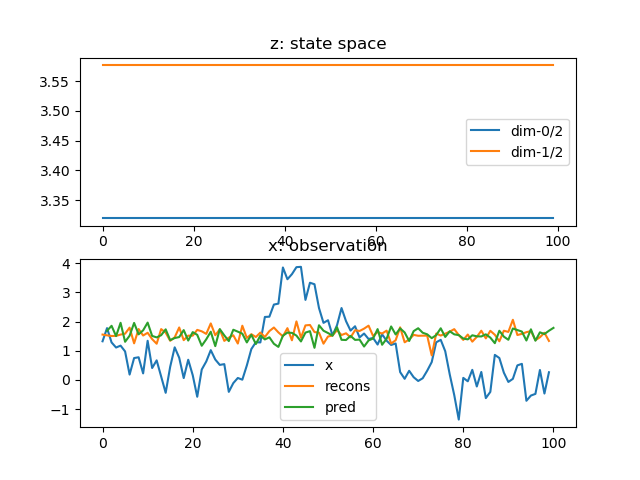 z: state space
3.55
3.50
3.45
3.40
3.35
dim-0/2
dim-1/2
0 20 40 60 80 100
x: observation
4
3
2
1
0
−1
x
recons
pred
0 20 40 60 80 100